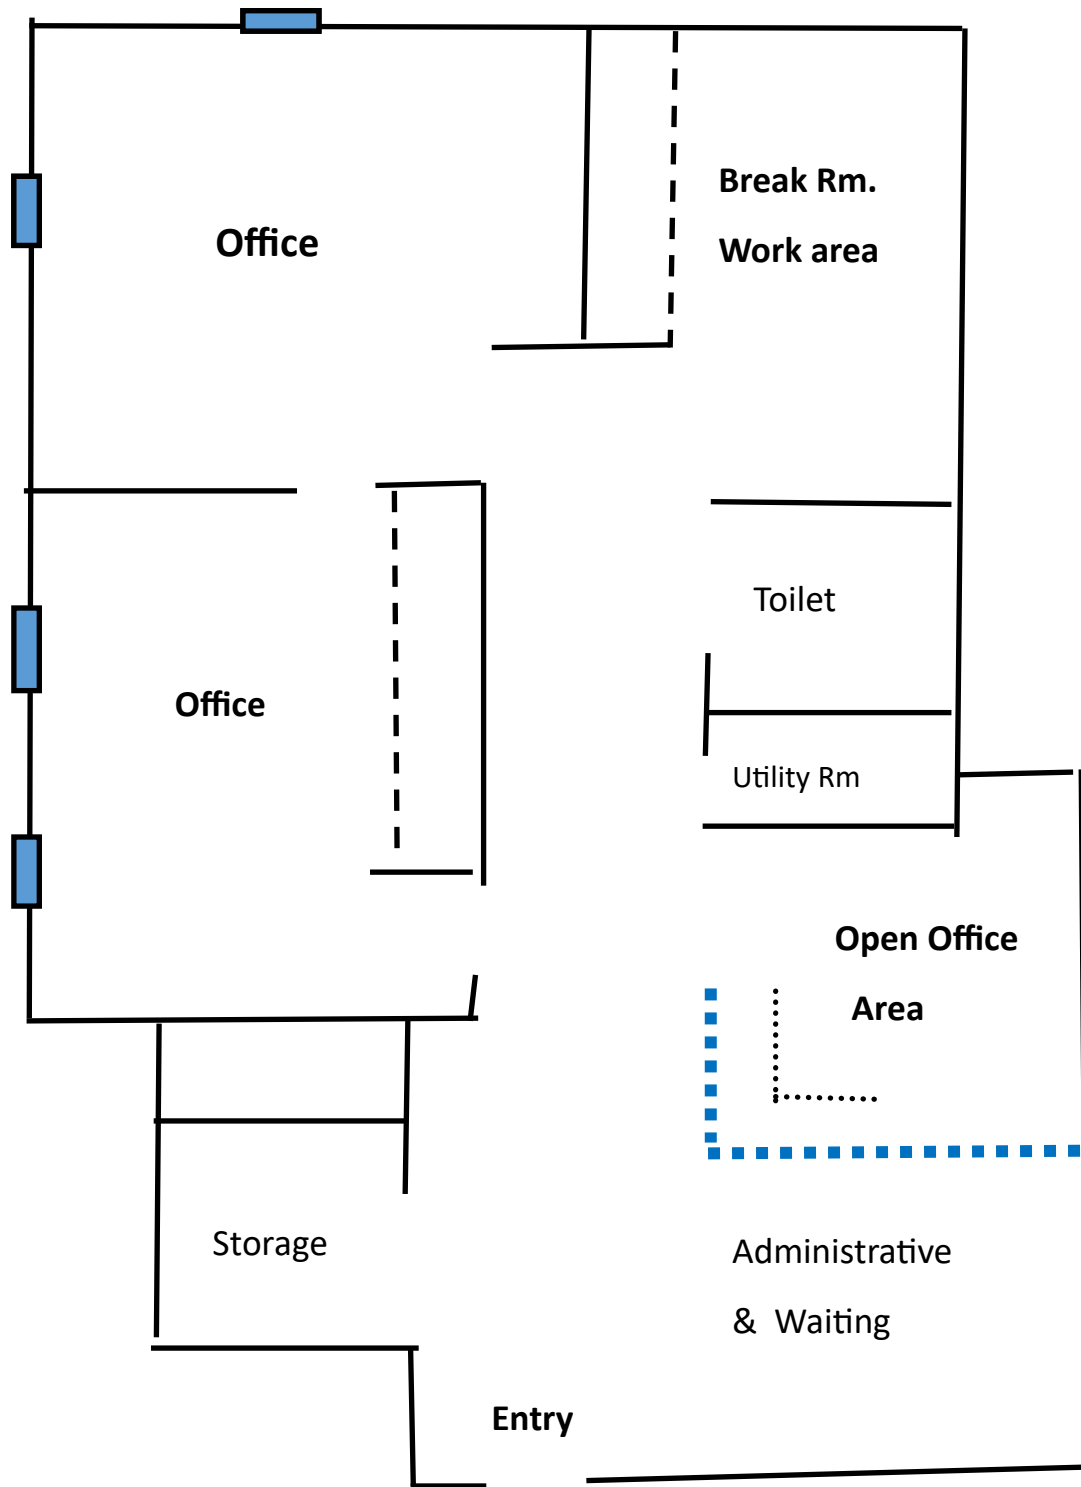 Break Rm.
Work area
Office
Toilet
Office
Utility Rm
Open Office
Area
Storage
Administrative
& Waiting
Entry